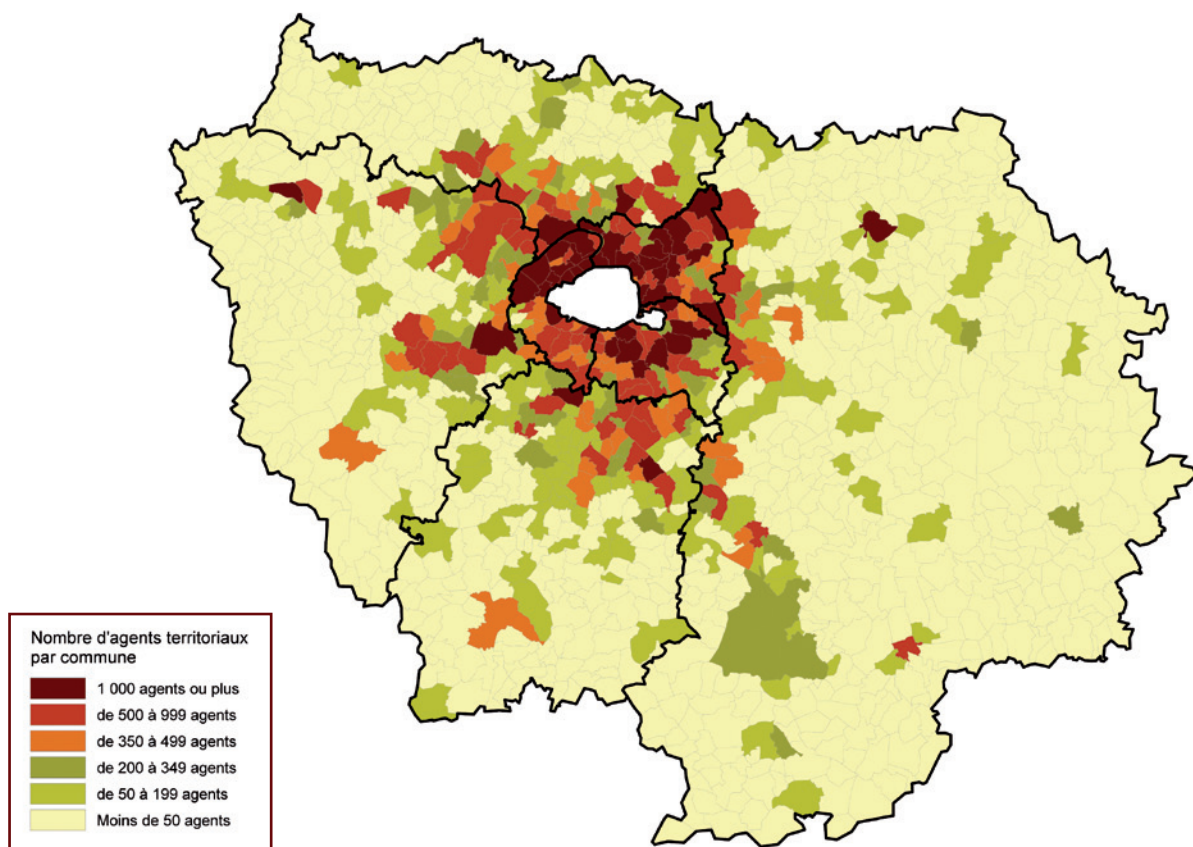 Nombre d'agents territoriaux
par commune
1 000 agents ou plus
de 500 à 999 agents
de 350 à 499 agents
de 200 à 349 agents
de 50 à 199 agents
Moins de 50 agents